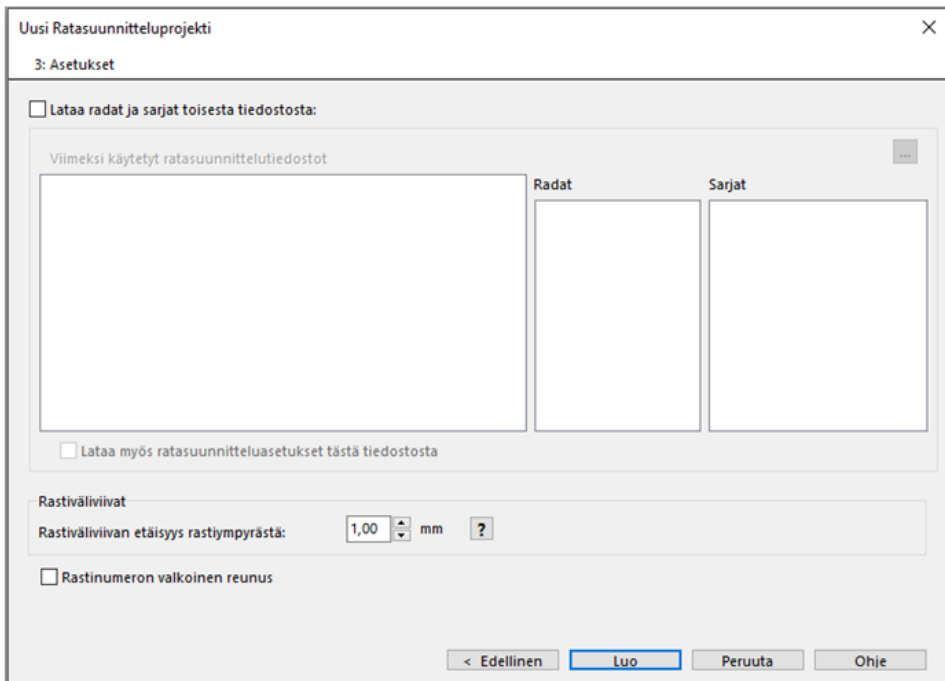 Uusi Ratasuunnitteluprojekti
3: Asetukset
Lataa radat ja sarjat toisesta tiedostosta:
Viimeksi käytetyt ratasuunnittelutiedostot
...
Radat
Sarjat
Lataa myös ratasuunnitteluasetukset tästä tiedostosta
Rastiväliviivat
Rastiväliviivan etäisyys rastiympyrästä: 1,00 mm ?
Rastinumeron valkoinen reunus
< Edellinen Luo Peruuta Ohje